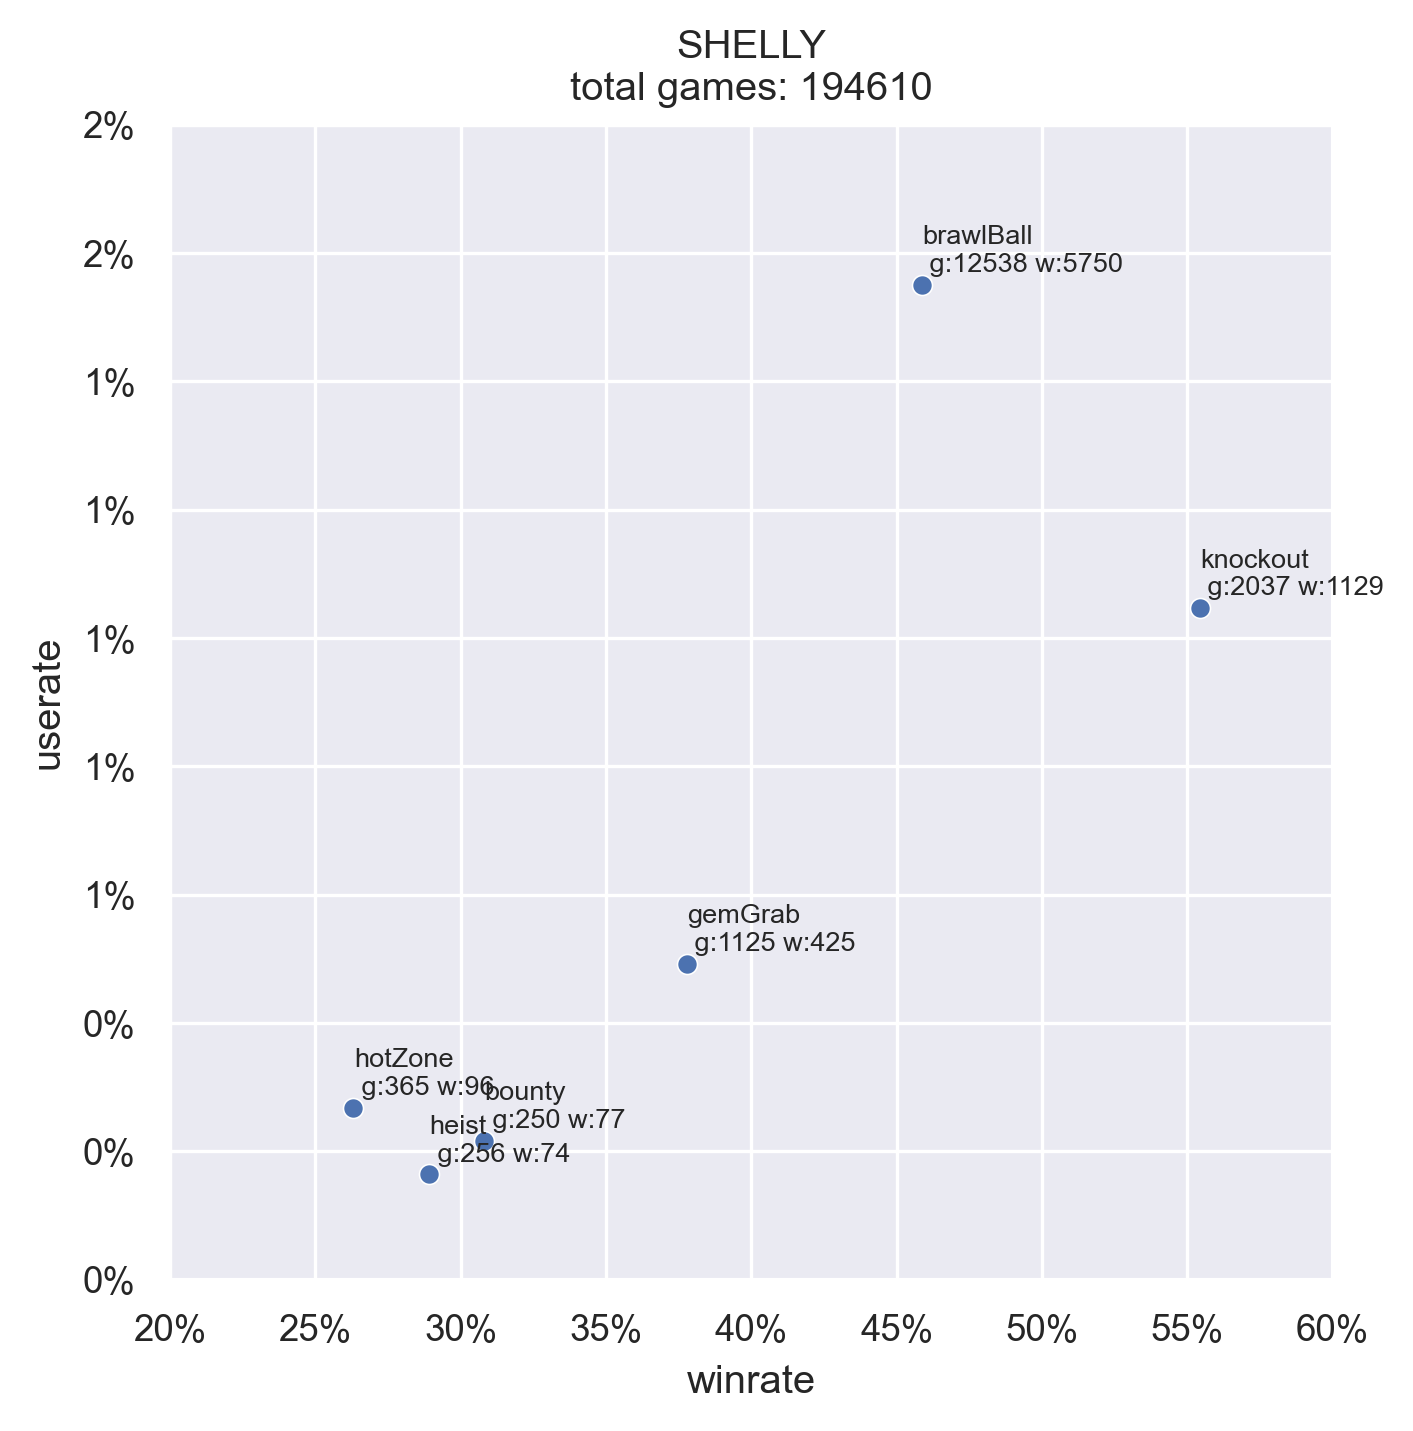 SHELLY
total games: 194610
2%
2%
1%
1%
1%
1%
1%
0%
0%
0%
userate
brawlBall
g:12538 w:5750
knockout
g:2037 w:1129
gemGrab
g:1125 w:425
hotZone
g:365 w:96
bounty
g:250 w:77
heist
g:256 w:74
20%
25%
30%
35%
40%
45%
50%
55%
60%
winrate